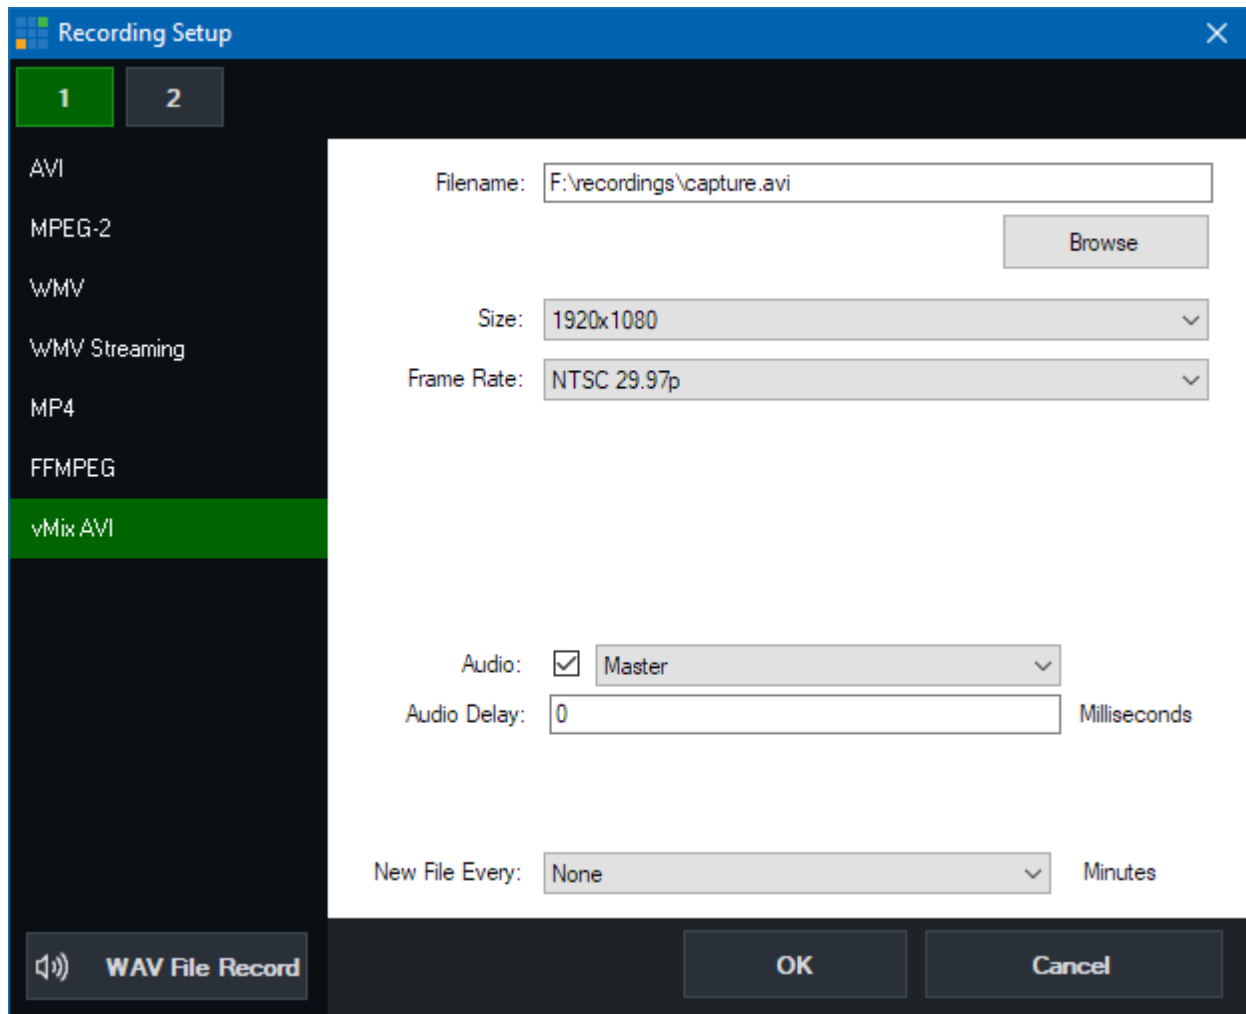 Recording Setup
1 2
AVI
MPEG-2
WMV
WMV Streaming
MP4
FFMPEG
vMix AVI
WAV File Record
Filename: F:\recordings\capture.avi
Browse
Size: 1920x1080
Frame Rate: NTSC 29.97p
Audio: Master
Audio Delay: 0 Milliseconds
New File Every: None Minutes
OK Cancel